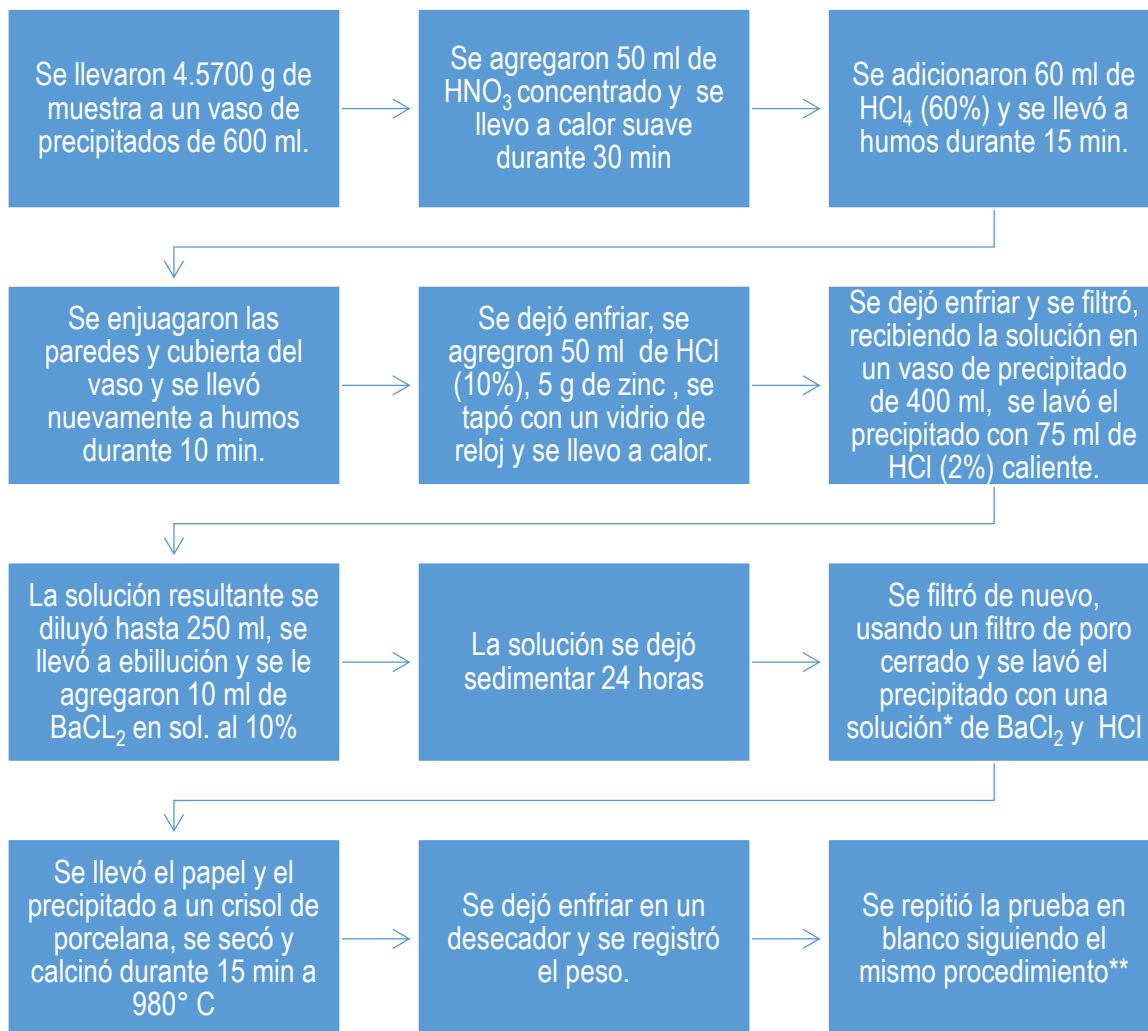 Se llevaron 4.5700 g de
muestra a un vaso de
precipitados de 600 ml.
Se agregaron 50 ml de
HNO₃ concentrado y  se
llevo a calor suave
durante 30 min
Se adicionaron 60 ml de
HCl₄ (60%) y se llevó a
humos durante 15 min.
Se enjuagaron las
paredes y cubierta del
vaso y se llevó
nuevamente a humos
durante 10 min.
Se dejó enfriar, se
agregron 50 ml  de HCl
(10%), 5 g de zinc , se
tapó con un vidrio de
reloj y se llevo a calor.
Se dejó enfriar y se filtró,
recibiendo la solución en
un vaso de precipitado
de 400 ml,  se lavó el
precipitado con 75 ml de
HCl (2%) caliente.
La solución resultante se
diluyó hasta 250 ml, se
llevó a ebillución y se le
agregaron 10 ml de
BaCL₂ en sol. al 10%
La solución se dejó
sedimentar 24 horas
Se filtró de nuevo,
usando un filtro de poro
cerrado y se lavó el
precipitado con una
solución* de BaCl₂ y  HCl
Se llevó el papel y el
precipitado a un crisol de
porcelana, se secó y
calcinó durante 15 min a
980° C
Se dejó enfriar en un
desecador y se registró
el peso.
Se repitió la prueba en
blanco siguiendo el
mismo procedimiento**